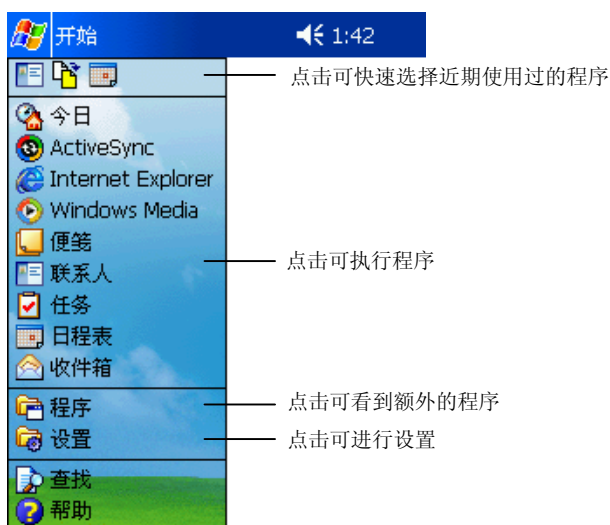 开始 1:42
点击可快速选择近期使用过的程序
今日
ActiveSync
Internet Explorer
Windows Media
便笺
点击可执行程序
联系人
任务
日程表
收件箱
程序
点击可看到额外的程序
设置
点击可进行设置
查找
帮助